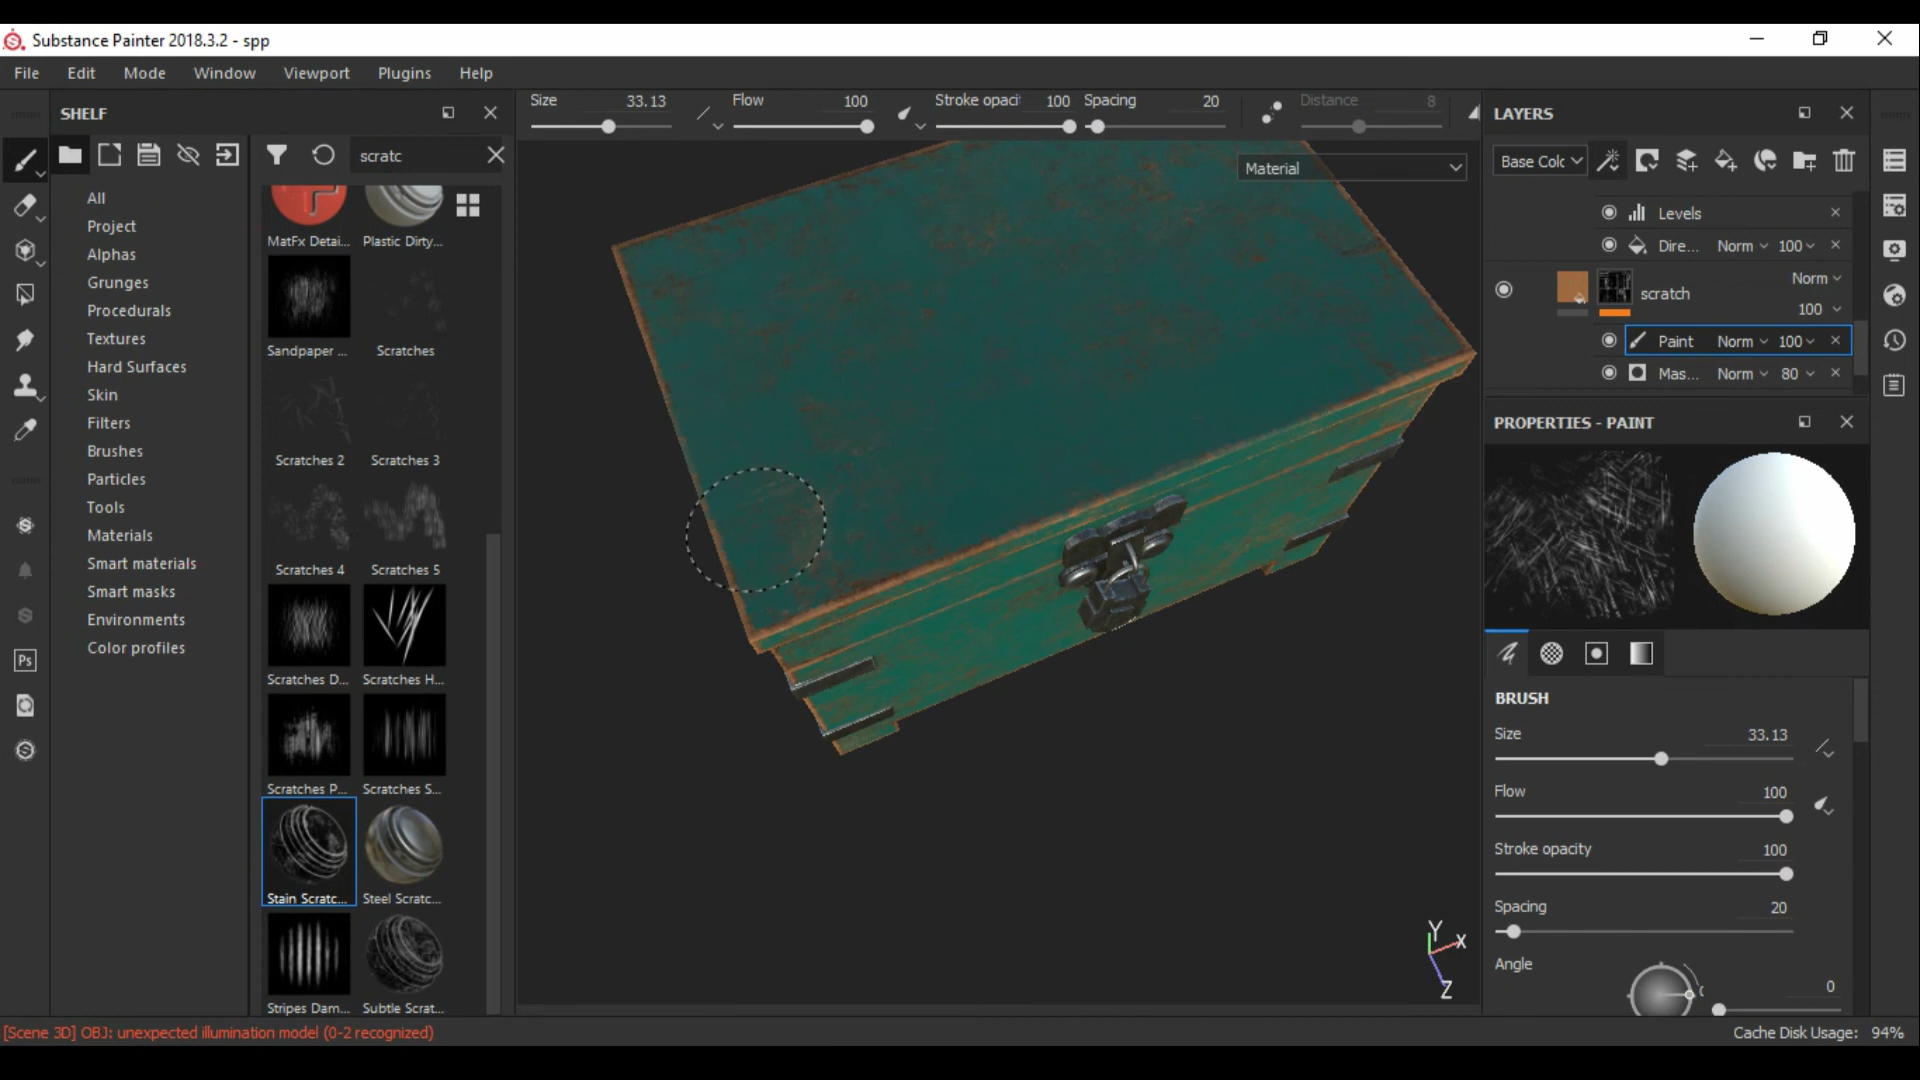 Substance Painter 2018.3.2 - spp
File Edit Mode Window Viewport Plugins Help
SHELF
scratc
All
Project
Alphas
Grunges
Procedurals
Textures
Hard Surfaces
Skin
Filters
Brushes
Particles
Tools
Materials
Smart materials
Smart masks
Environments
Color profiles
MatFx Detai... Plastic Dirty...
Sandpaper ... Scratches
Scratches 2 Scratches 3
Scratches 4 Scratches 5
Scratches D... Scratches H...
Scratches P... Scratches S...
Stain Scratc... Steel Scratc...
Stripes Dam... Subtle Scrat...
Size 33.13 Flow 100 Stroke opaci 100 Spacing 20 Distance 8
Material
Y
X
Z
LAYERS
Base Colc
Levels
Dire... Norm 100
scratch Norm
100
Paint Norm 100
Mas... Norm 80
PROPERTIES - PAINT
BRUSH
Size 33.13
Flow 100
Stroke opacity 100
Spacing 20
Angle 0
Ps
[Scene 3D] OBJ: unexpected illumination model (0-2 recognized)
Cache Disk Usage: 94%